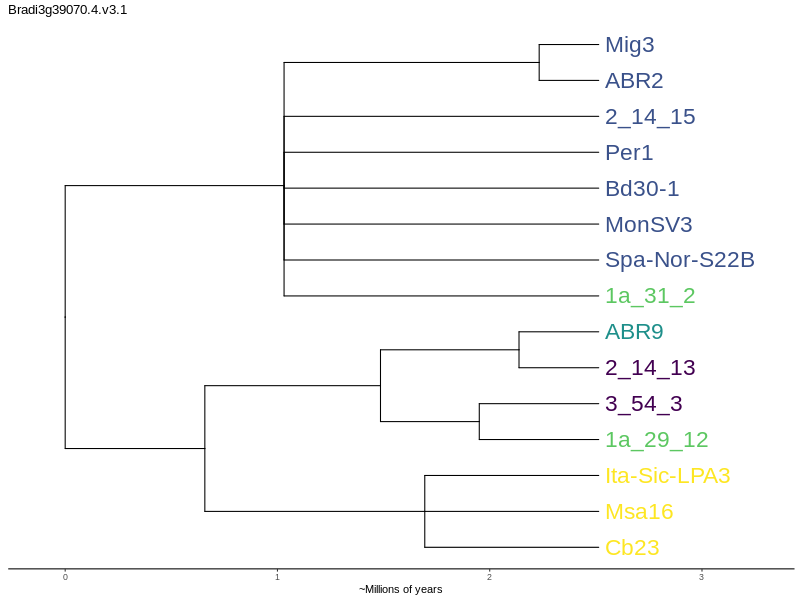 Bradi3g39070.4.v3.1
Mig3
ABR2
2_14_15
Per1
Bd30-1
MonSV3
Spa-Nor-S22B
1a_31_2
ABR9
2_14_13
3_54_3
1a_29_12
Ita-Sic-LPA3
Msa16
Cb23
0 1 2 3
~Millions of years